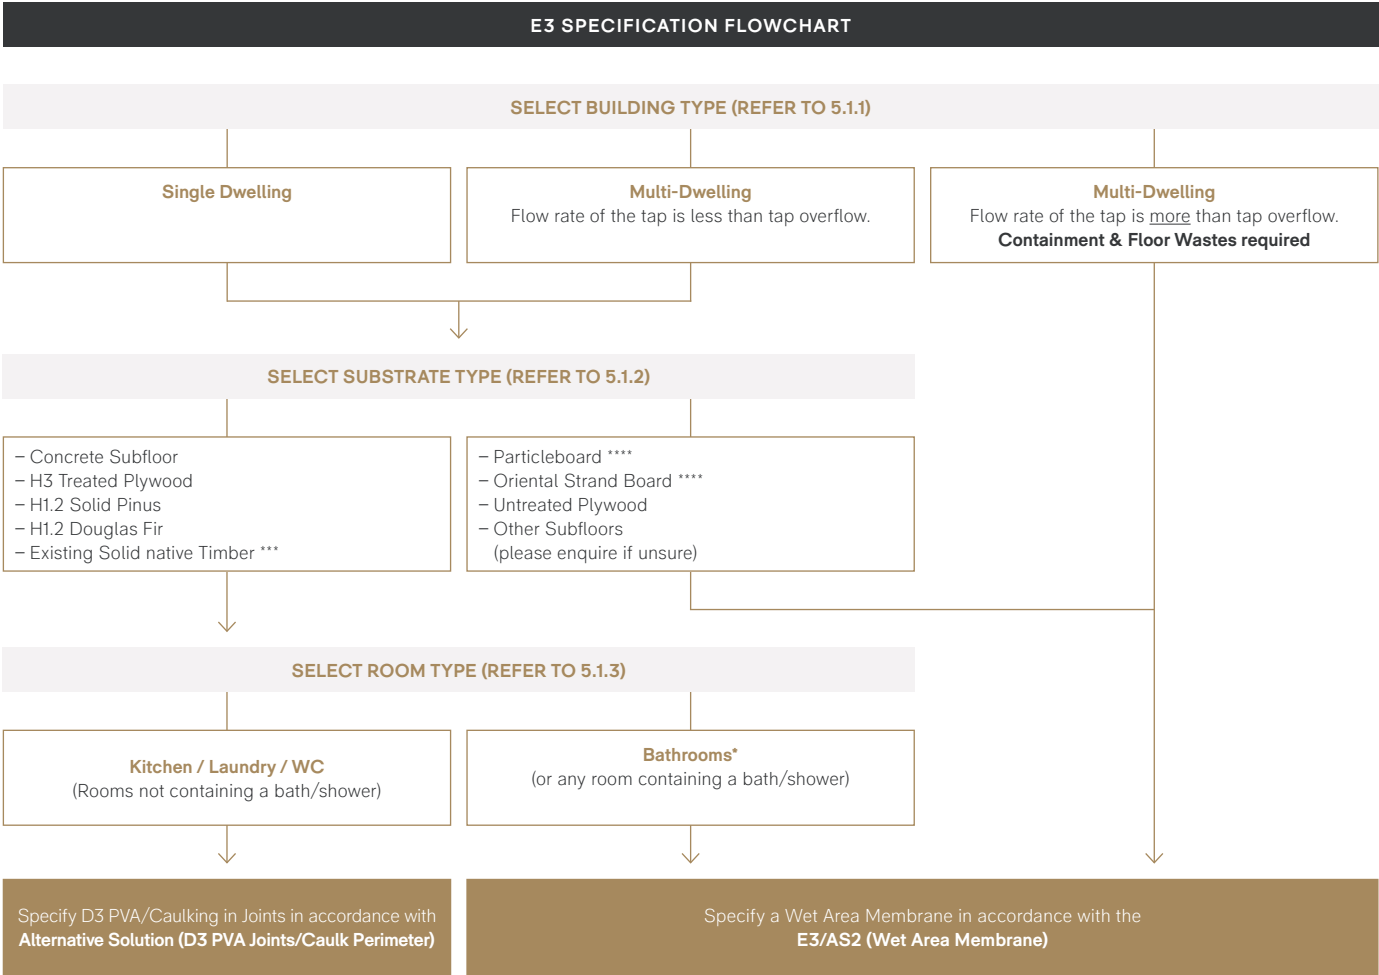 E3 SPECIFICATION FLOWCHART
SELECT BUILDING TYPE (REFER TO 5.1.1)
Single Dwelling
Multi-Dwelling
Flow rate of the tap is less than tap overflow.
Multi-Dwelling
Flow rate of the tap is more than tap overflow.
Containment & Floor Wastes required
SELECT SUBSTRATE TYPE (REFER TO 5.1.2)
– Concrete Subfloor
– H3 Treated Plywood
– H1.2 Solid Pinus
– H1.2 Douglas Fir
– Existing Solid native Timber ***
– Particleboard ****
– Oriental Strand Board ****
– Untreated Plywood
– Other Subfloors
(please enquire if unsure)
SELECT ROOM TYPE (REFER TO 5.1.3)
Kitchen / Laundry / WC
(Rooms not containing a bath/shower)
Bathrooms*
(or any room containing a bath/shower)
Specify D3 PVA/Caulking in Joints in accordance with
Alternative Solution (D3 PVA Joints/Caulk Perimeter)
Specify a Wet Area Membrane in accordance with the
E3/AS2 (Wet Area Membrane)